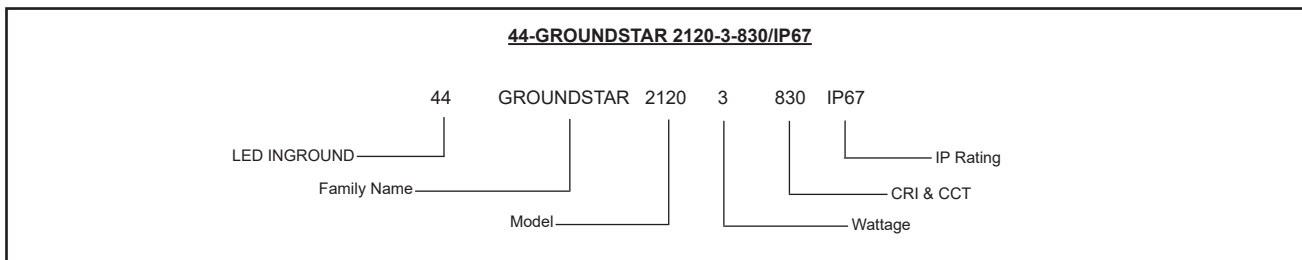 44-GROUNDSTAR 2120-3-830/IP67
44 GROUNDSTAR 2120 3 830 IP67
LED INGROUND
IP Rating
Family Name
CRI & CCT
Model
Wattage